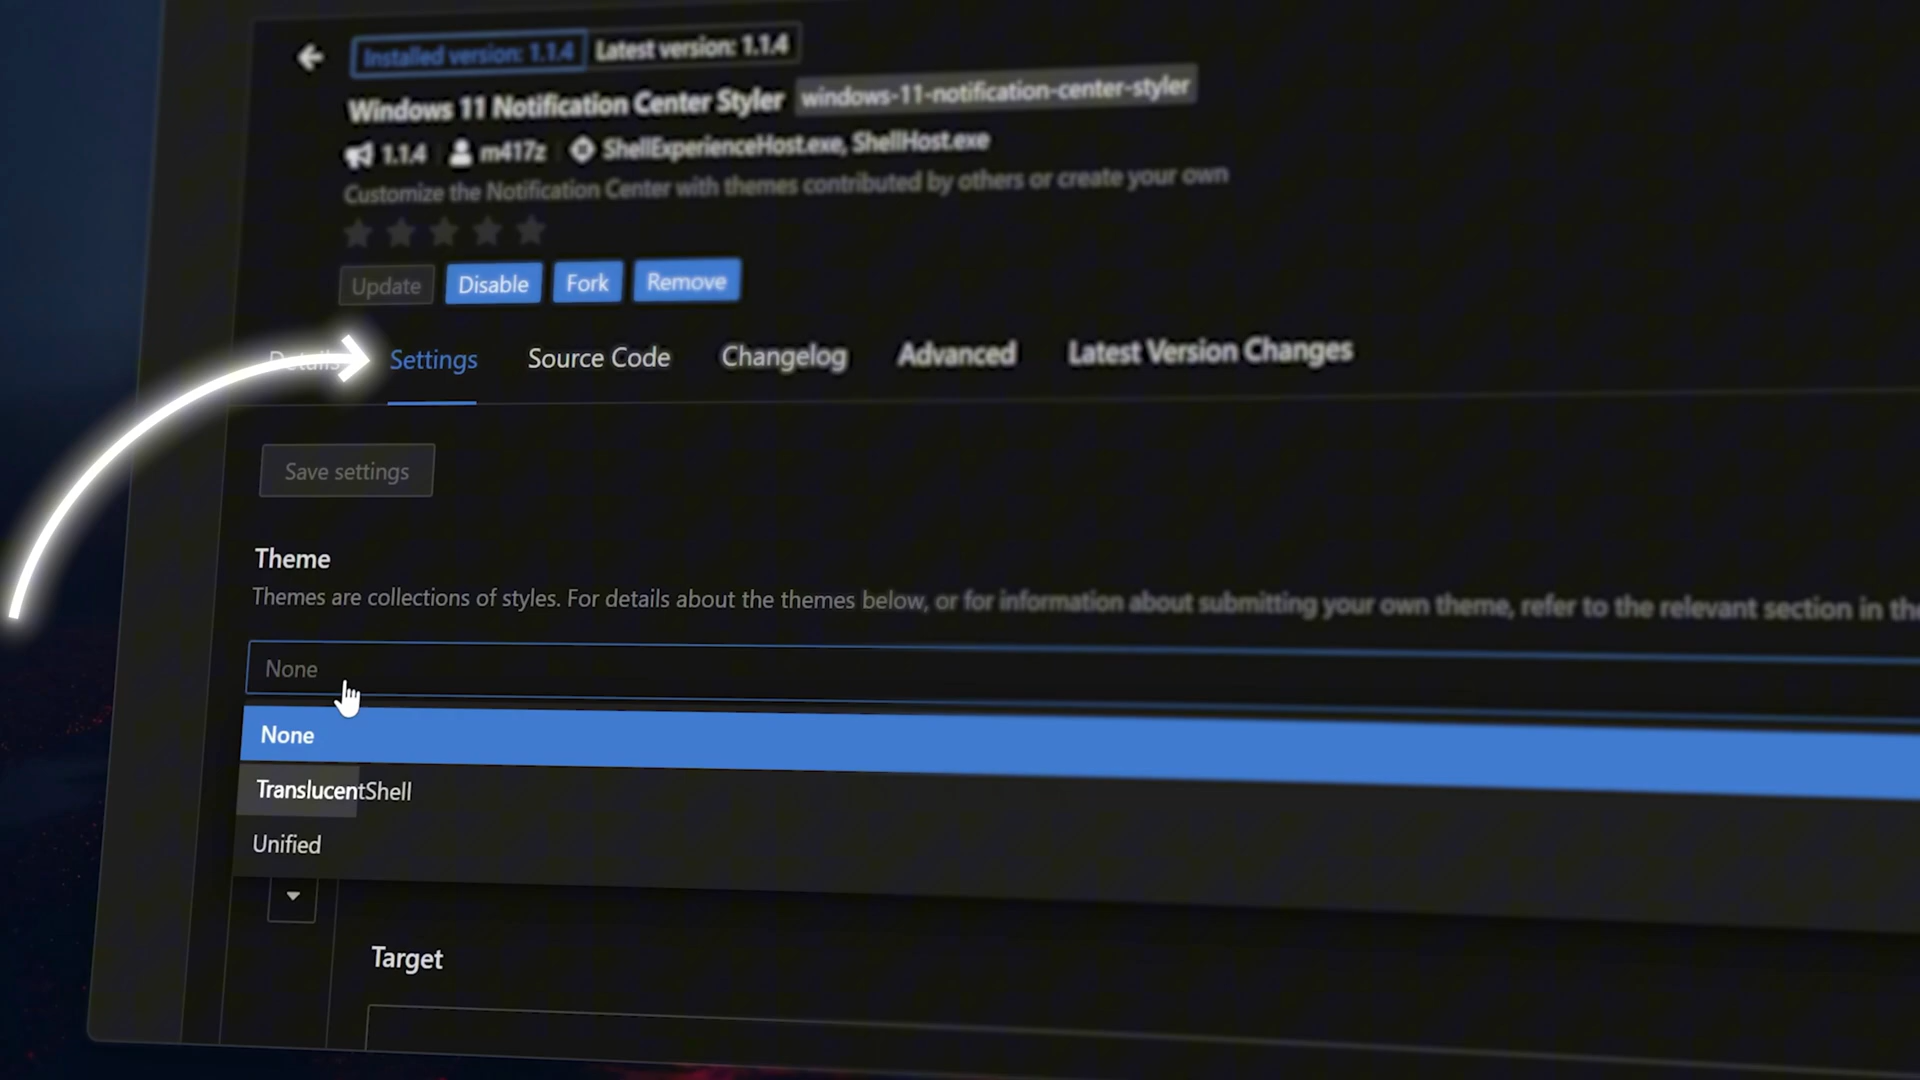 Installed version: 1.1.4 Latest version: 1.1.4
Windows 11 Notification Center Styler windows-11-notification-center-styler
1.1.4 m417z ShellExperienceHost.exe, ShellHost.exe
Customize the Notification Center with themes contributed by others or create your own
Update Disable Fork Remove
Details Settings Source Code Changelog Advanced Latest Version Changes
Save settings
Theme
Themes are collections of styles. For details about the themes below, or for information about submitting your own theme, refer to the relevant section in the
None
None
TranslucentShell
Unified
Target